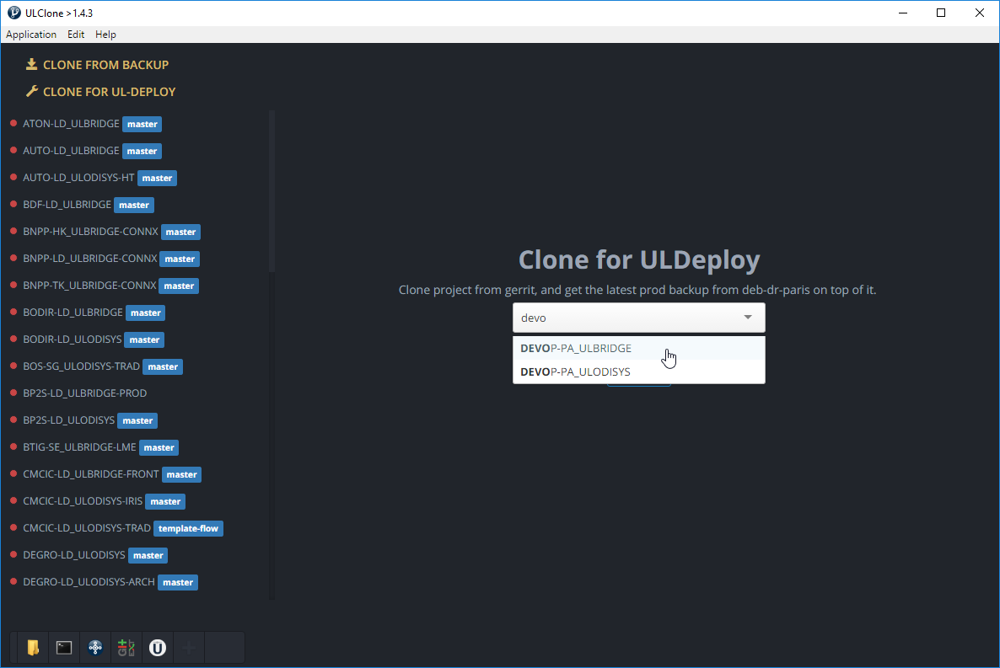 ULClone >1.4.3
Application Edit Help
CLONE FROM BACKUP
CLONE FOR UL-DEPLOY
ATON-LD_ULBRIDGE master
AUTO-LD_ULBRIDGE master
AUTO-LD_ULODISYS-HT master
BDF-LD_ULBRIDGE master
BNPP-HK_ULBRIDGE-CONNX master
BNPP-LD_ULBRIDGE-CONNX master
BNPP-TK_ULBRIDGE-CONNX master
BODIR-LD_ULBRIDGE master
BODIR-LD_ULODISYS master
BOS-SG_ULODISYS-TRAD master
BP2S-LD_ULBRIDGE-PROD
BP2S-LD_ULODISYS master
BTIG-SE_ULBRIDGE-LME master
CMCIC-LD_ULBRIDGE-FRONT master
CMCIC-LD_ULODISYS-IRIS master
CMCIC-LD_ULODISYS-TRAD template-flow
DEGRO-LD_ULODISYS master
DEGRO-LD_ULODISYS-ARCH master
Clone for ULDeploy
Clone project from gerrit, and get the latest prod backup from deb-dr-paris on top of it.
devo
DEVOP-PA_ULBRIDGE
DEVOP-PA_ULODISYS